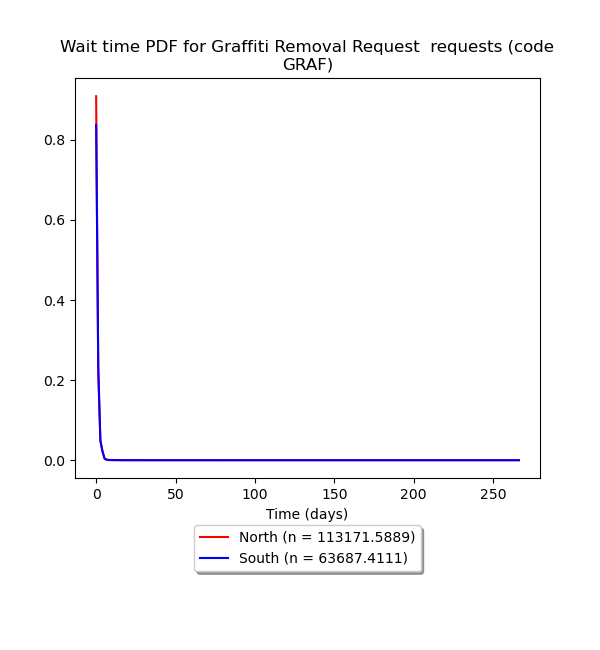 Wait time PDF for Graffiti Removal Request  requests (code
GRAF)
0.8
0.6
0.4
0.2
0.0
0 50 100 150 200 250
Time (days)
North (n = 113171.5889)
South (n = 63687.4111)